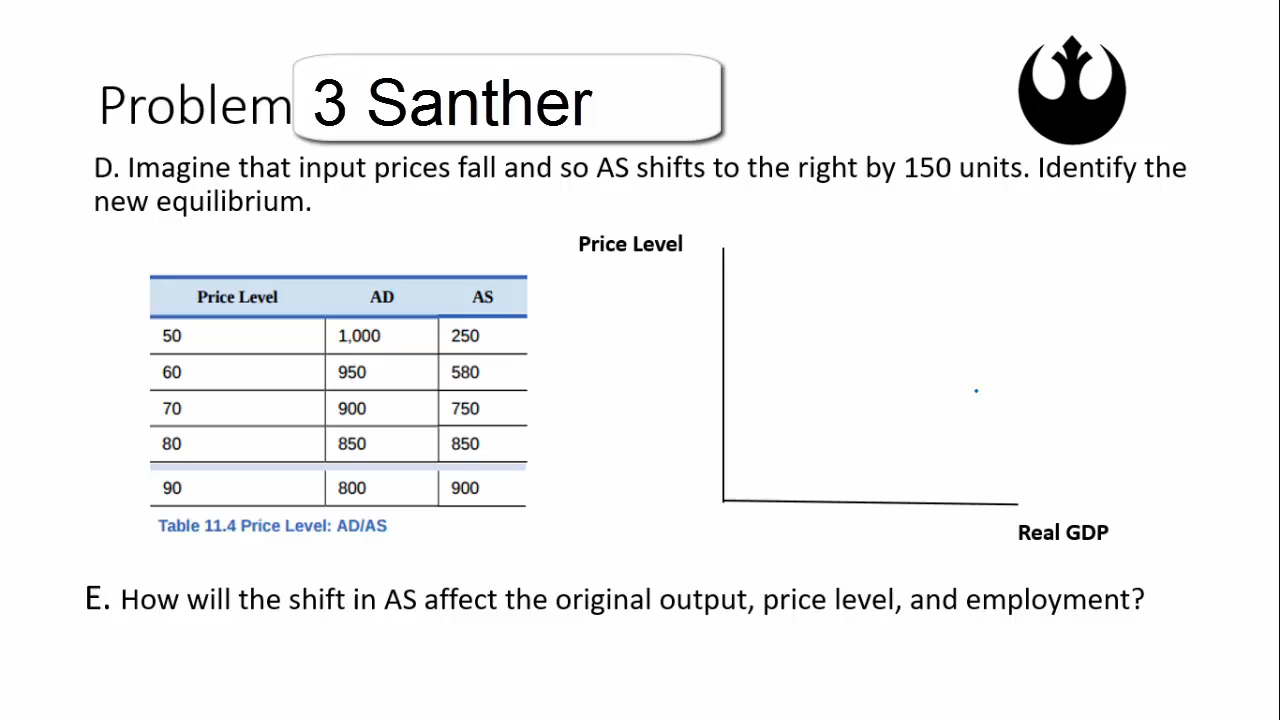 Problem 3 Santher
D. Imagine that input prices fall and so AS shifts to the right by 150 units. Identify the
new equilibrium.
Price Level
Price Level AD AS
50 1,000 250
60 950 580
70 900 750
80 850 850
90 800 900
Table 11.4 Price Level: AD/AS
Real GDP
E. How will the shift in AS affect the original output, price level, and employment?